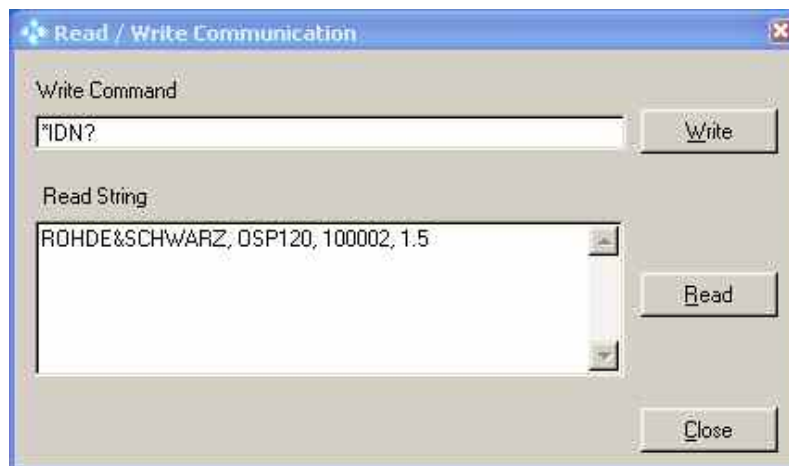 Read / Write Communication
Write Command
*IDN?
Write
Read String
ROHDE&SCHWARZ, OSP120, 100002, 1.5
Read
Close